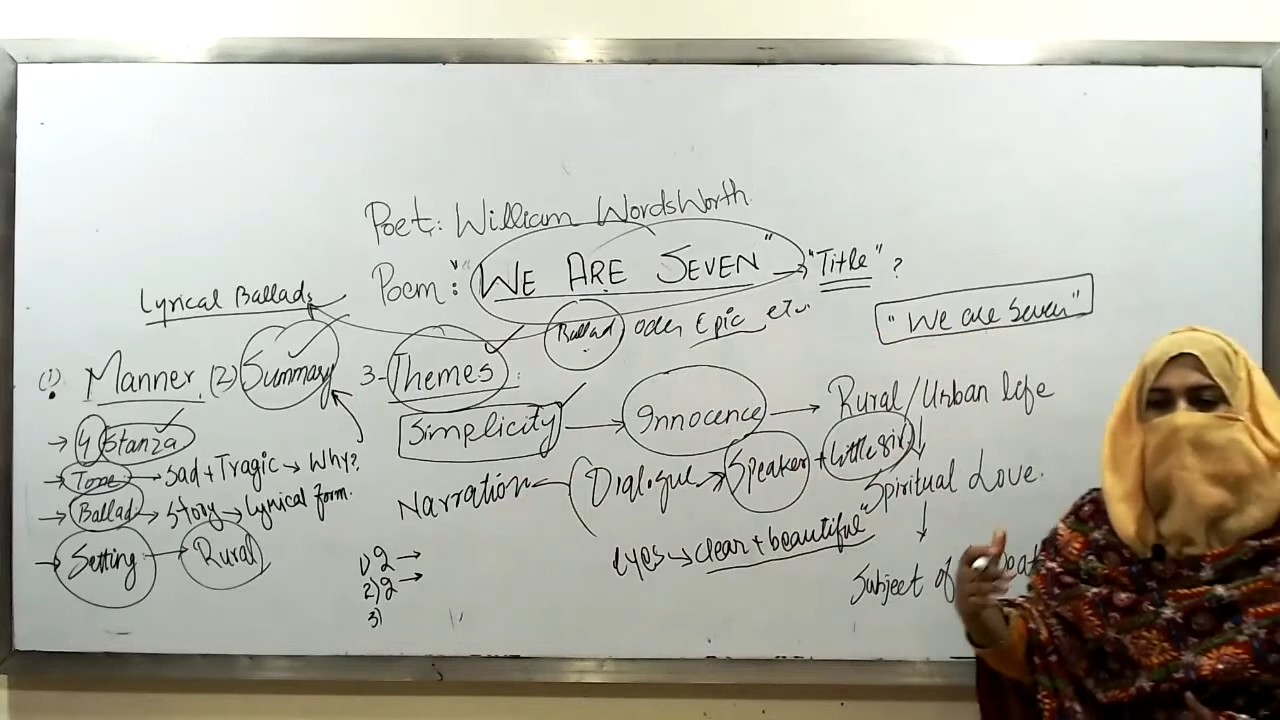 Poet: William WordsWorth
Poem: "WE ARE SEVEN" → "Title" ?
Lyrical Ballads
Ballad Epic etc
"We are Seven"
(1) Manner (2) Summary 3- Themes:
→ 4 Stanza
→ Tone → Sad + Tragic → Why?
→ Ballad → Story → Lyrical form.
→ Setting → Rural
Simplicity → Innocence → Rural / Urban life
Narration Dialogue → Speaker + little girl
Spiritual Love.
eyes → clear + beautiful"
Subject of
1) 2 →
2) 2 →
3)